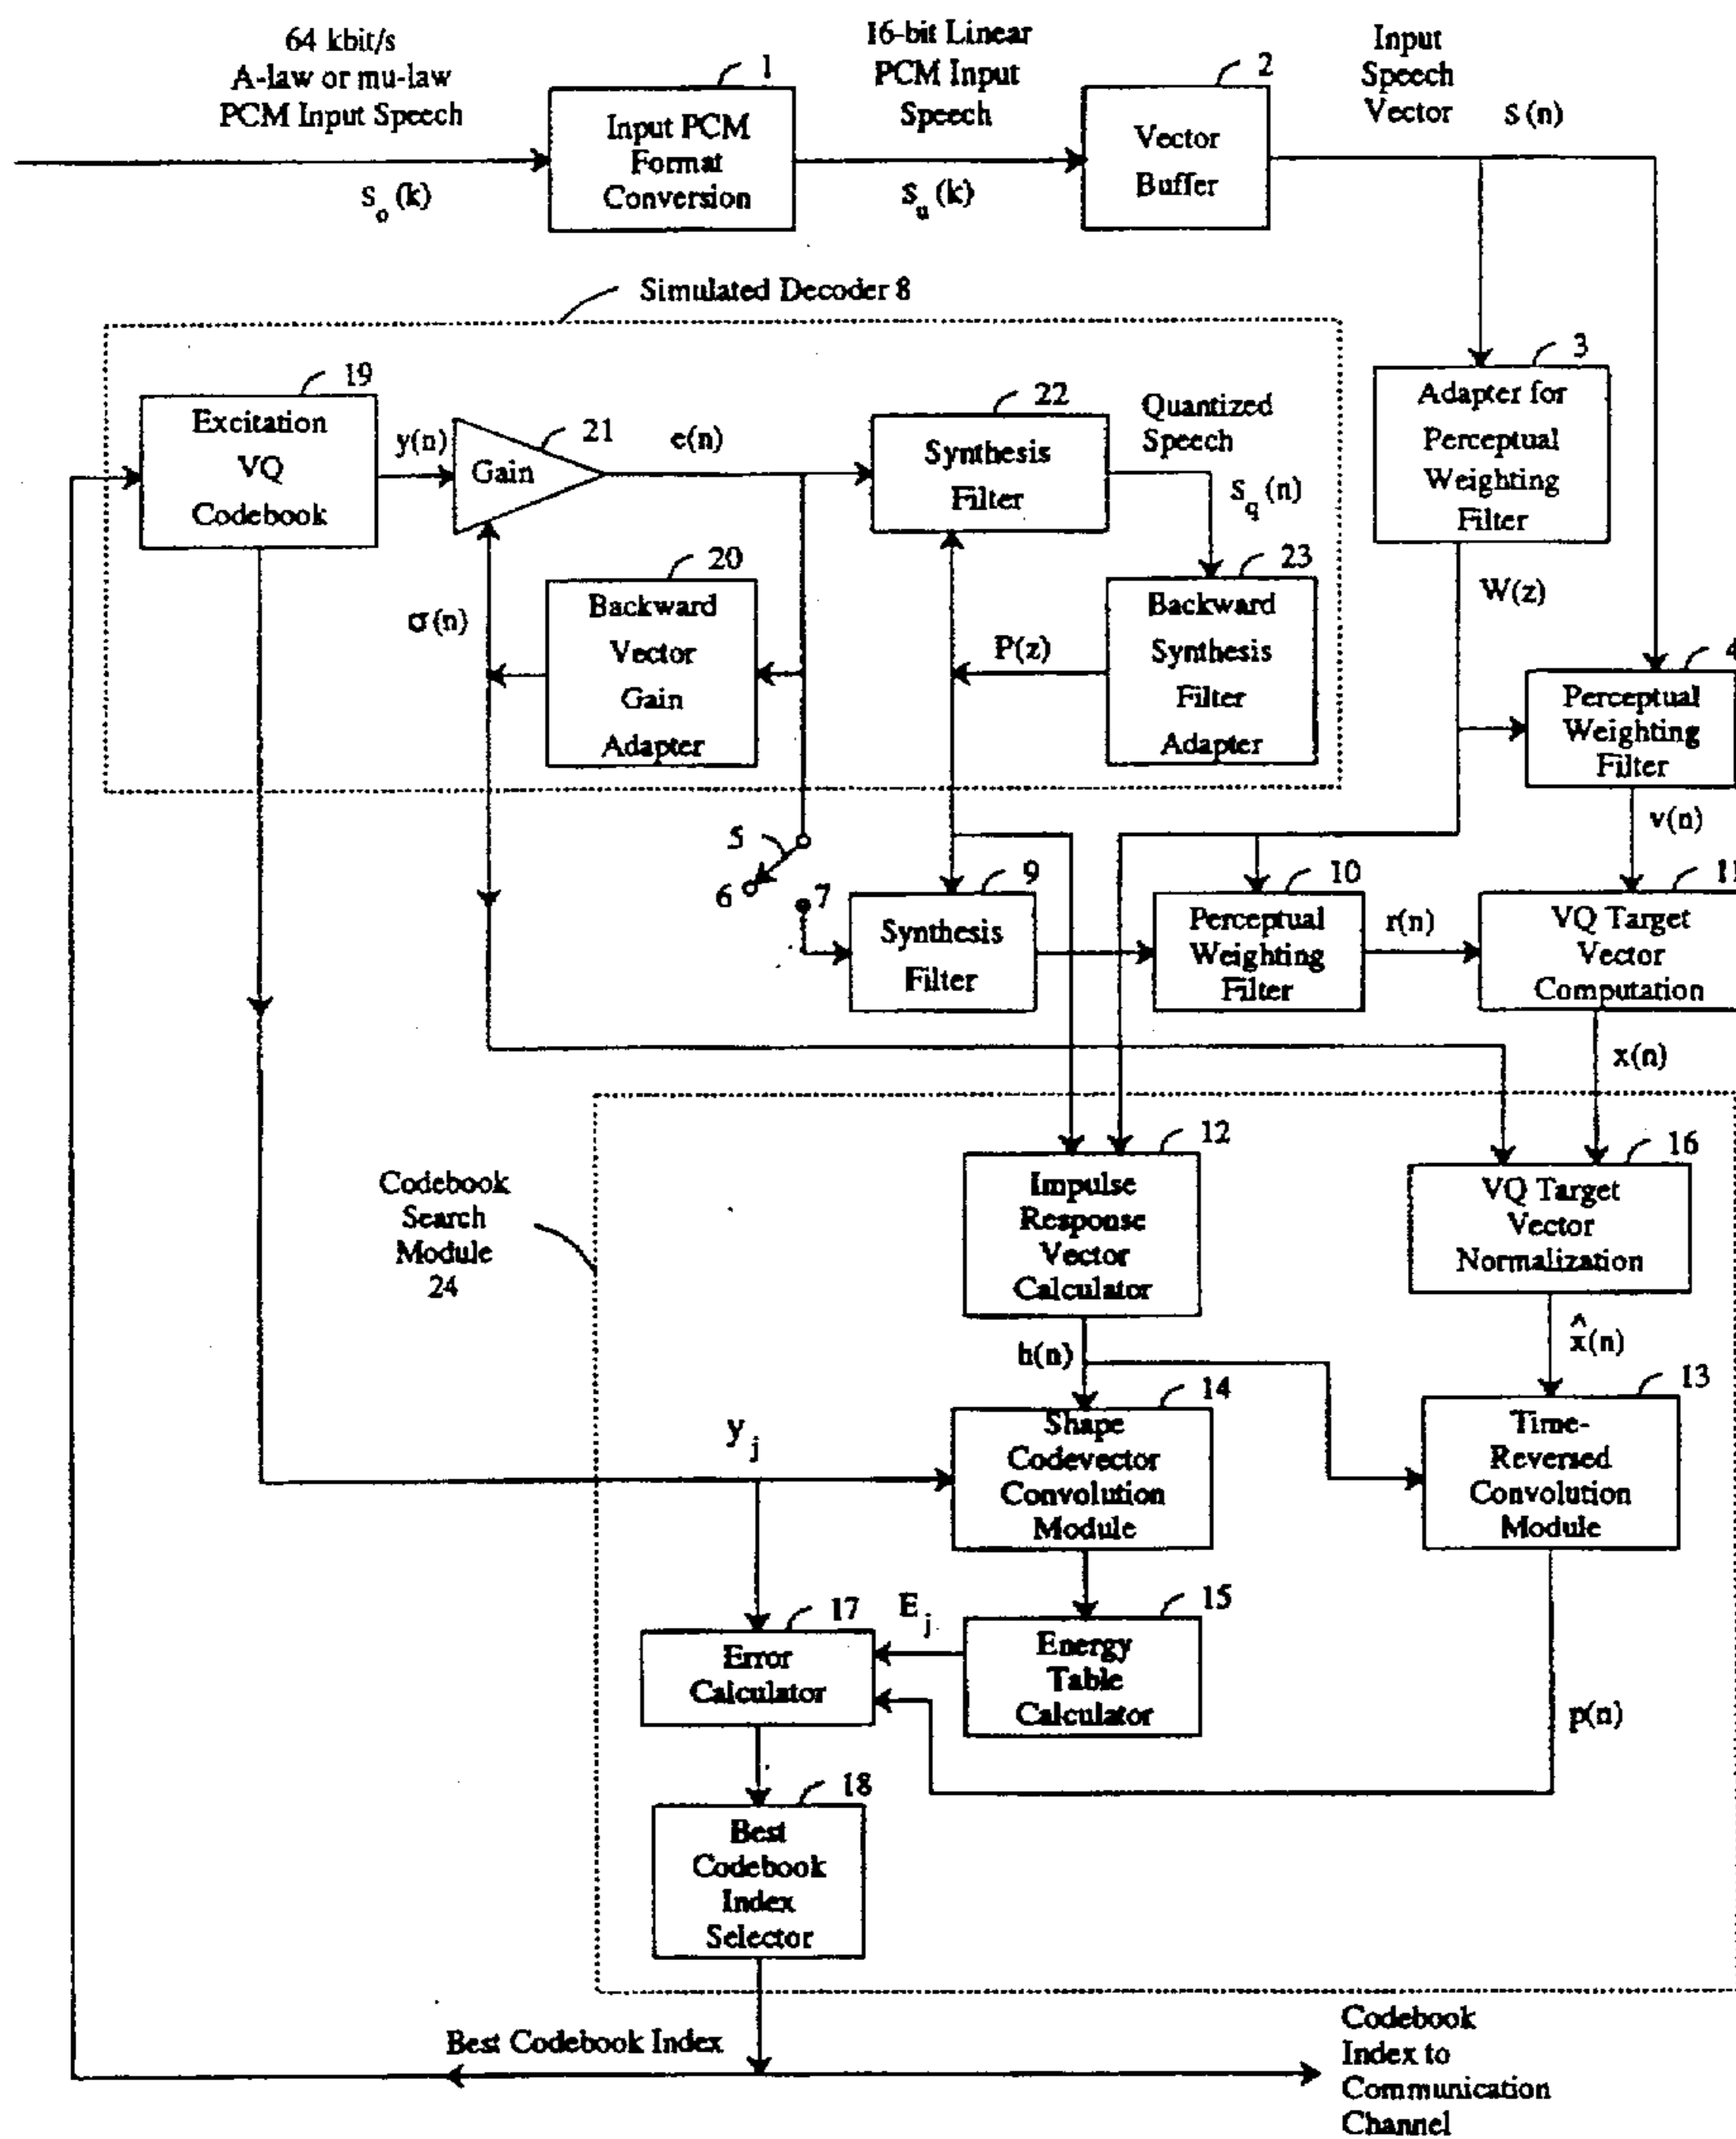 64 kbit/s
A-law or mu-law
PCM Input Speech
S_o (k)
1
Input PCM
Format
Conversion
16-bit Linear
PCM Input
Speech
S_u (k)
2
Vector
Buffer
Input
Speech
Vector
S (n)
Simulated Decoder 8
19
Excitation
VQ
Codebook
y(n)
Gain
21
e(n)
22
Synthesis
Filter
Quantized
Speech
S_q (n)
3
Adapter for
Perceptual
Weighting
Filter
W(z)
σ(n)
20
Backward
Vector
Gain
Adapter
P(z)
23
Backward
Synthesis
Filter
Adapter
4
Perceptual
Weighting
Filter
v(n)
5
6
7
9
Synthesis
Filter
10
Perceptual
Weighting
Filter
r(n)
11
VQ Target
Vector
Computation
x(n)
Codebook
Search
Module
24
12
Impulse
Response
Vector
Calculator
h(n)
16
VQ Target
Vector
Normalization
x̂(n)
y_j
14
Shape
Codevector
Convolution
Module
13
Time-
Reversed
Convolution
Module
17
Error
Calculator
E_j
15
Energy
Table
Calculator
p(n)
18
Best
Codebook
Index
Selector
Best Codebook Index
Codebook
Index to
Communication
Channel